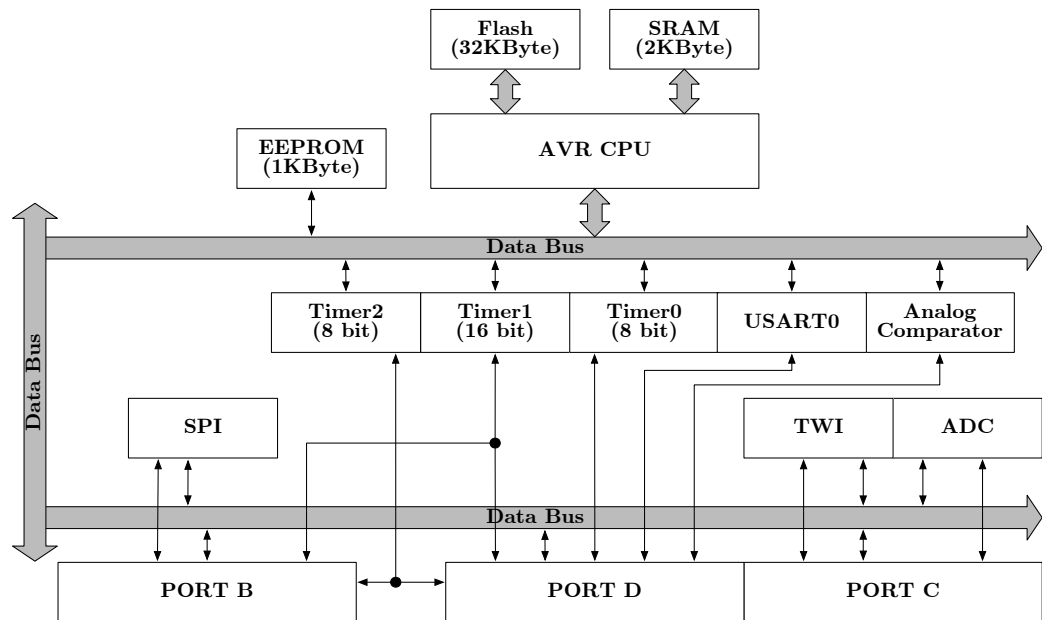 Flash
(32KByte)
SRAM
(2KByte)
EEPROM
(1KByte)
AVR CPU
Data Bus
Data Bus
Timer2
(8 bit)
Timer1
(16 bit)
Timer0
(8 bit)
USART0
Analog
Comparator
SPI
TWI
ADC
Data Bus
PORT B
PORT D
PORT C